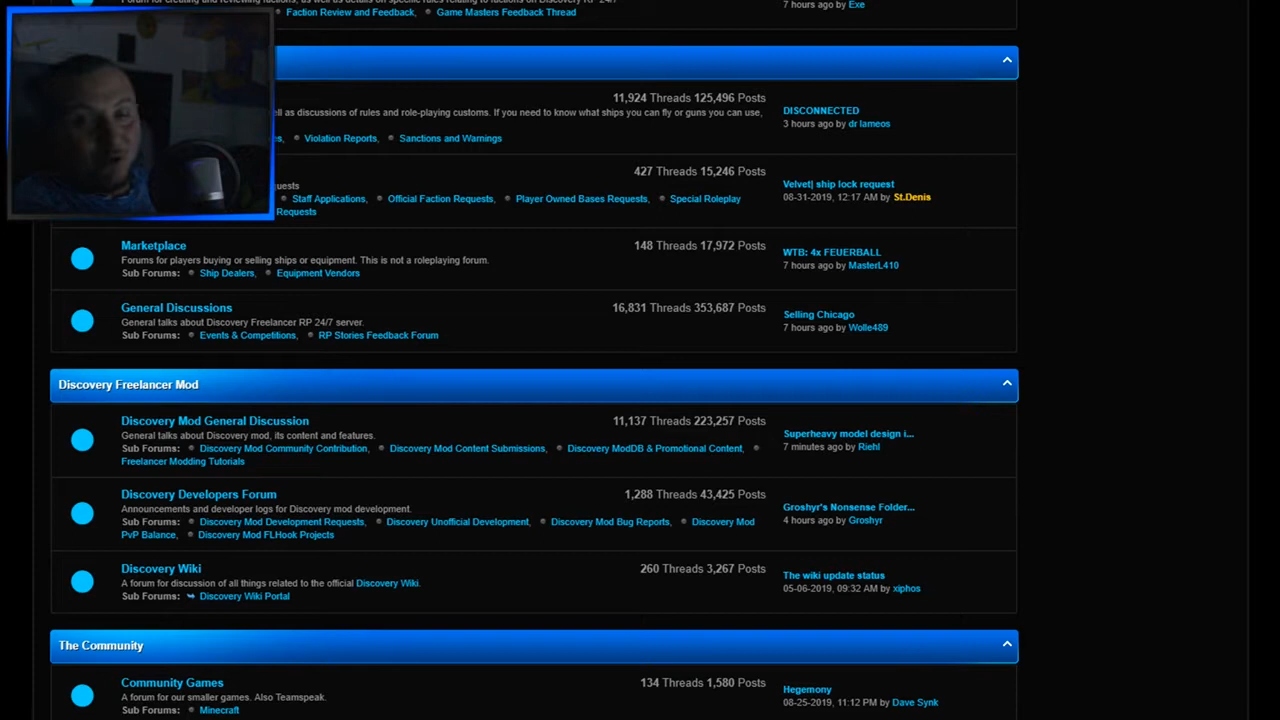 Forum for creating and reviewing factions, as well as details on specific rules relating to factions on Discovery RP 24/7
Faction Review and Feedback, Game Masters Feedback Thread
7 hours ago by Exe
11,924 Threads 125,496 Posts
ll as discussions of rules and role-playing customs. If you need to know what ships you can fly or guns you can use,
s, Violation Reports, Sanctions and Warnings
DISCONNECTED
3 hours ago by dr lameos
427 Threads 15,246 Posts
quests
Staff Applications, Official Faction Requests, Player Owned Bases Requests, Special Roleplay
Requests
Velvet| ship lock request
08-31-2019, 12:17 AM by St.Denis
Marketplace
148 Threads 17,972 Posts
Forums for players buying or selling ships or equipment. This is not a roleplaying forum.
Sub Forums: Ship Dealers, Equipment Vendors
WTB: 4x FEUERBALL
7 hours ago by MasterL410
General Discussions
16,831 Threads 353,687 Posts
General talks about Discovery Freelancer RP 24/7 server.
Sub Forums: Events & Competitions, RP Stories Feedback Forum
Selling Chicago
7 hours ago by Wolle489
Discovery Freelancer Mod
Discovery Mod General Discussion
11,137 Threads 223,257 Posts
General talks about Discovery mod, its content and features.
Sub Forums: Discovery Mod Community Contribution, Discovery Mod Content Submissions, Discovery ModDB & Promotional Content,
Freelancer Modding Tutorials
Superheavy model design i...
7 minutes ago by Riehl
Discovery Developers Forum
1,288 Threads 43,425 Posts
Announcements and developer logs for Discovery mod development.
Sub Forums: Discovery Mod Development Requests, Discovery Unofficial Development, Discovery Mod Bug Reports, Discovery Mod
PvP Balance, Discovery Mod FLHook Projects
Groshyr's Nonsense Folder...
4 hours ago by Groshyr
Discovery Wiki
260 Threads 3,267 Posts
A forum for discussion of all things related to the official Discovery Wiki.
Sub Forums: Discovery Wiki Portal
The wiki update status
05-06-2019, 09:32 AM by xiphos
The Community
Community Games
134 Threads 1,580 Posts
A forum for our smaller games. Also Teamspeak.
Sub Forums: Minecraft
Hegemony
08-25-2019, 11:12 PM by Dave Synk